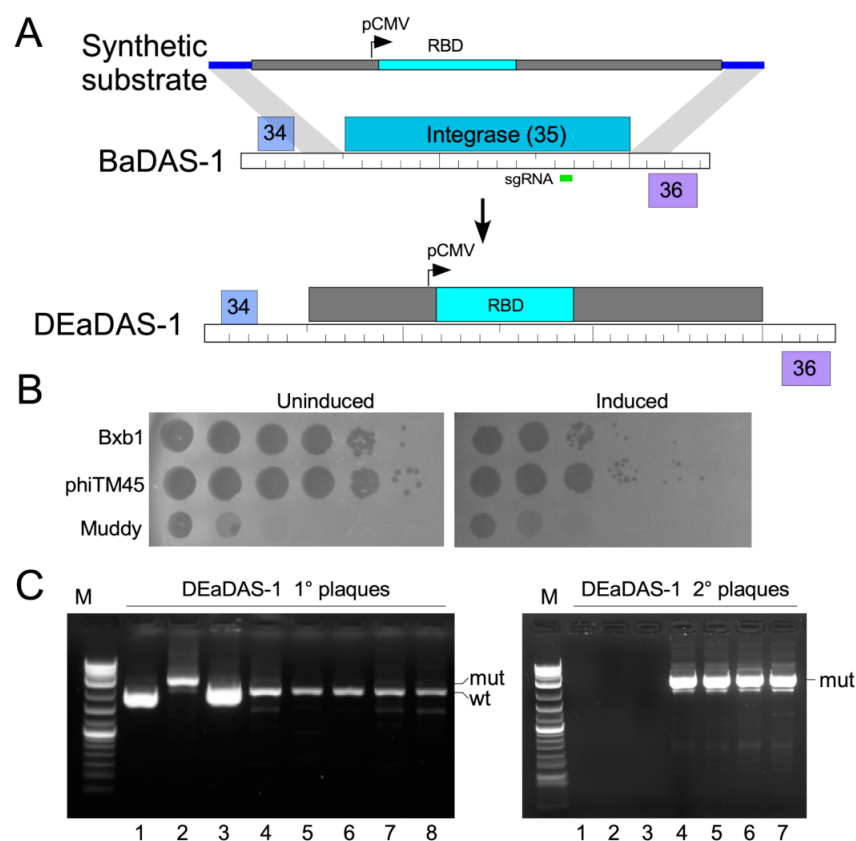 A
pCMV
RBD
Synthetic
substrate
34
Integrase (35)
BaDAS-1
sgRNA
36
pCMV
34
RBD
DEaDAS-1
36
B
Uninduced
Induced
Bxb1
phiTM45
Muddy
C
M
DEaDAS-1 1° plaques
mut
wt
1 2 3 4 5 6 7 8
M
DEaDAS-1 2° plaques
mut
1 2 3 4 5 6 7